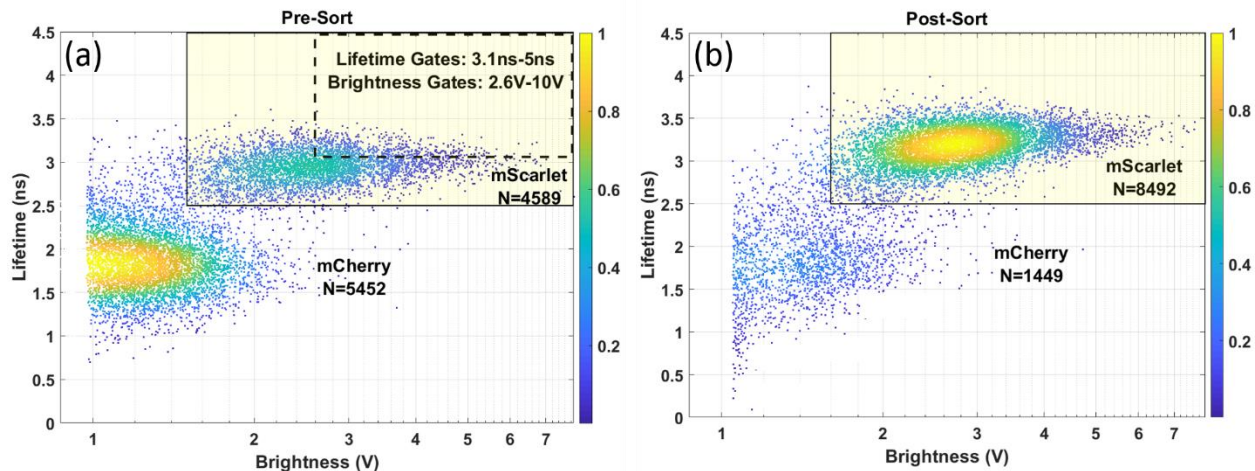 Pre-Sort
(a)
Lifetime Gates: 3.1ns-5ns
Brightness Gates: 2.6V-10V
mScarlet
N=4589
mCherry
N=5452
Lifetime (ns)
4.5
4
3.5
3
2.5
2
1.5
1
0.5
0
1
2
3
4
5
6
7
Brightness (V)
1
0.8
0.6
0.4
0.2
Post-Sort
(b)
mScarlet
N=8492
mCherry
N=1449
Lifetime (ns)
4.5
4
3.5
3
2.5
2
1.5
1
0.5
0
1
2
3
4
5
6
7
Brightness (V)
1
0.8
0.6
0.4
0.2